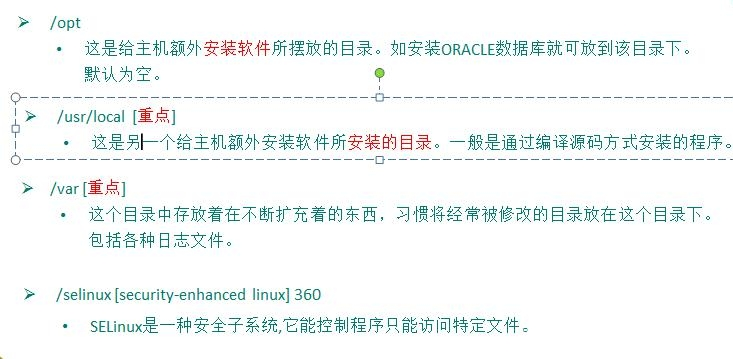 /opt
这是给主机额外安装软件所摆放的目录。如安装ORACLE数据库就可放到该目录下。
默认为空。
/usr/local [重点]
这是另一个给主机额外安装软件所安装的目录。一般是通过编译源码方式安装的程序。
/var [重点]
这个目录中存放着在不断扩充着的东西，习惯将经常被修改的目录放在这个目录下。
包括各种日志文件。
/selinux [security-enhanced linux] 360
SELinux是一种安全子系统,它能控制程序只能访问特定文件。